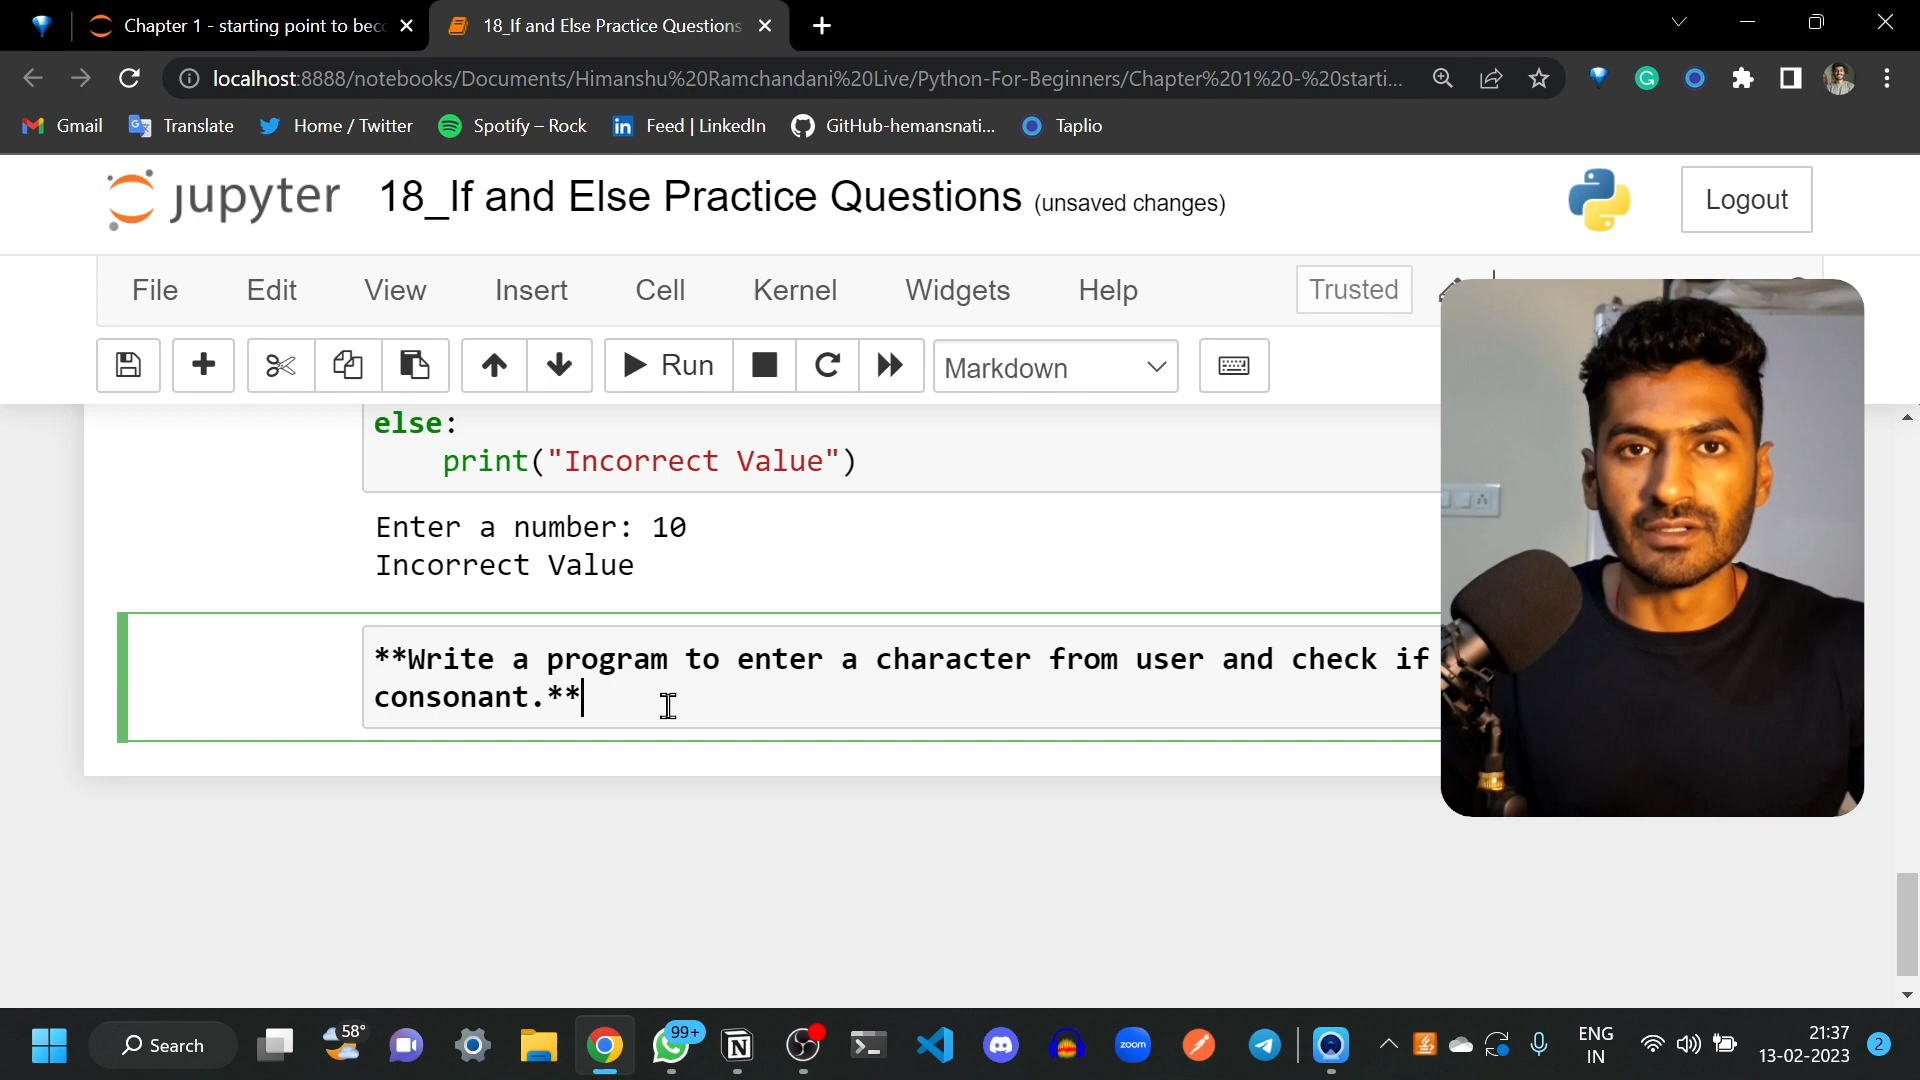 Chapter 1 - starting point to bec
18_If and Else Practice Questions
localhost:8888/notebooks/Documents/Himanshu%20Ramchandani%20Live/Python-For-Beginners/Chapter%201%20-%20starti...
Gmail
Translate
Home / Twitter
Spotify – Rock
Feed | LinkedIn
GitHub-hemansnati...
Taplio
jupyter
18_If and Else Practice Questions (unsaved changes)
Logout
File
Edit
View
Insert
Cell
Kernel
Widgets
Help
Trusted
Run
Markdown
else:
print("Incorrect Value")
Enter a number: 10
Incorrect Value
**Write a program to enter a character from user and check if
consonant.**
Search
58°
99+
zoom
ENG
IN
21:37
13-02-2023
2